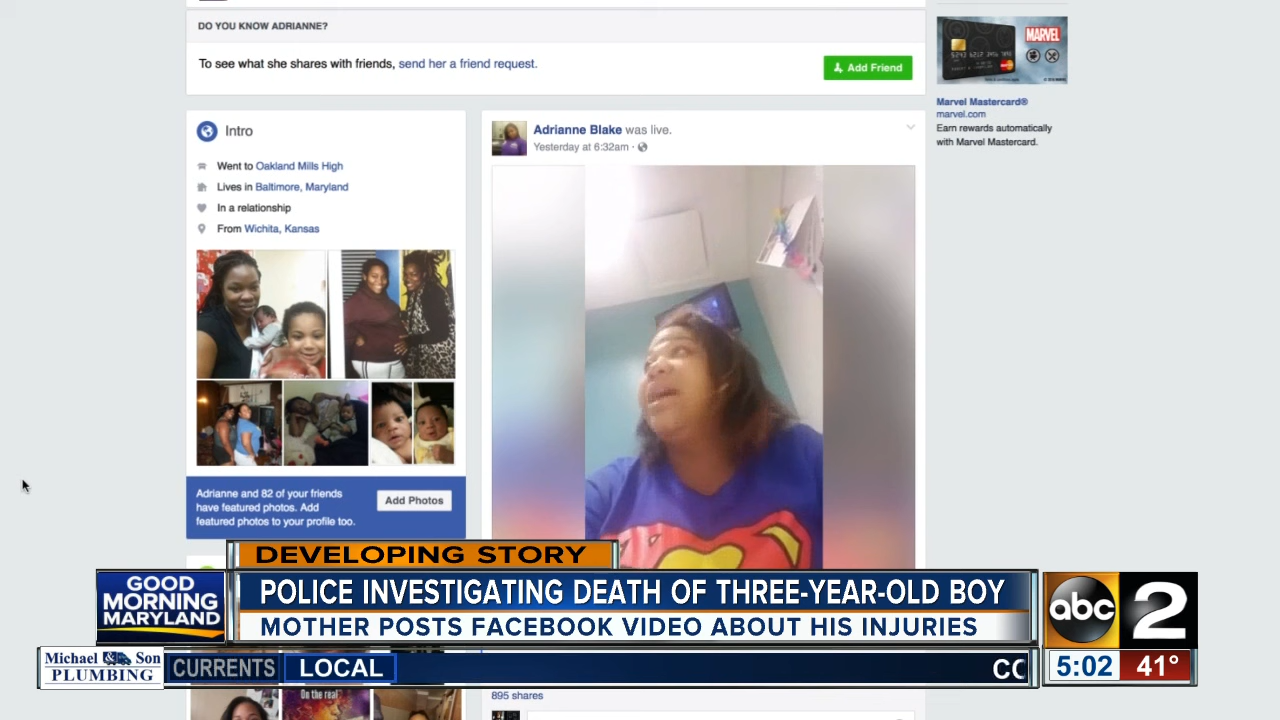 DO YOU KNOW ADRIANNE?
To see what she shares with friends, send her a friend request.
Add Friend
Intro
Went to Oakland Mills High
Lives in Baltimore, Maryland
In a relationship
From Wichita, Kansas
Adrianne and 82 of your friends
have featured photos. Add
featured photos to your profile too.
Add Photos
Adrianne Blake was live.
Yesterday at 6:32am
MARVEL
Marvel Mastercard®
marvel.com
Earn rewards automatically
with Marvel Mastercard.
DEVELOPING STORY
GOOD
MORNING
MARYLAND
POLICE INVESTIGATING DEATH OF THREE-YEAR-OLD BOY
MOTHER POSTS FACEBOOK VIDEO ABOUT HIS INJURIES
abc 2
Michael & Son
PLUMBING
CURRENTS
LOCAL
5:02
41°
895 shares
On the real